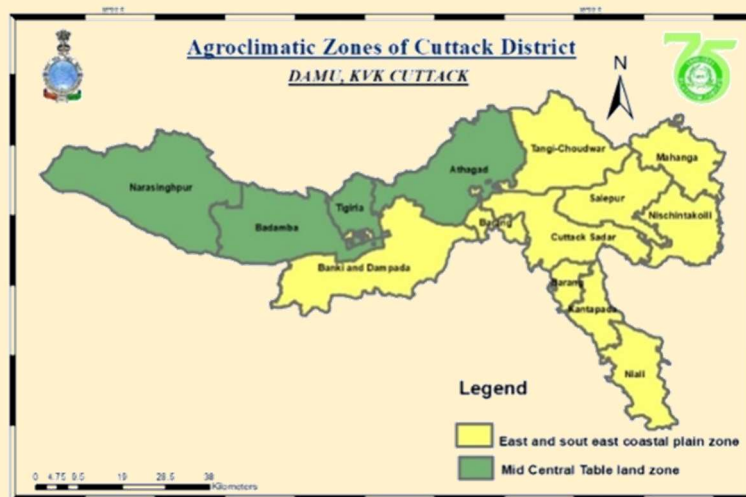 Agroclimatic Zones of Cuttack District
DAMU, KVK CUTTACK
75
N
Tangi-Choudwar
Mahanga
Athagad
Narasinghpur
Salepur
Tigiria
Nischintakoili
Badamba
Cuttack Sadar
Banki and Dampada
Barang
Kantapada
Niali
Legend
East and sout east coastal plain zone
Mid Central Table land zone
0 4.75 9.5 19 28.5 38
Kilometers